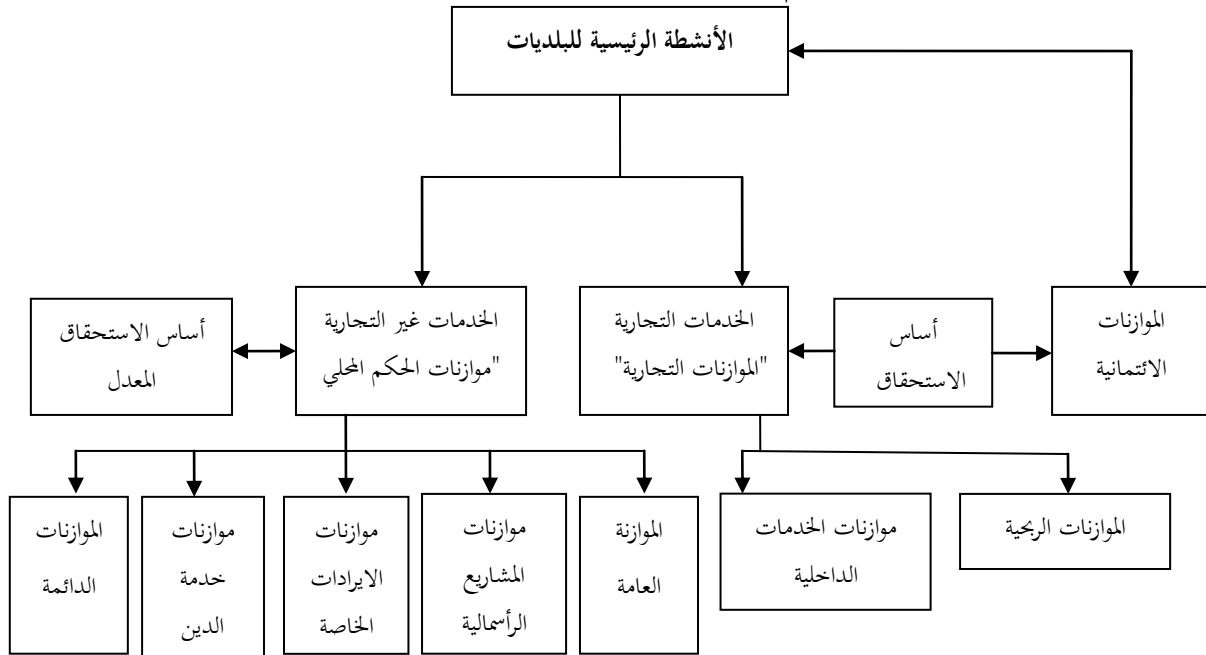 الأنشطة الرئيسية للبلديات
الموازنات
الائتمانية
أساس
الاستحقاق
الخدمات التجارية
"الموازنات التجارية"
الخدمات غير التجارية
"موازنات الحكم المحلي
أساس الاستحقاق
المعدل
الموازنات الربحية
موازنات الخدمات
الداخلية
الموازنة
العامة
موازنات
المشاريع
الرأسمالية
موازنات
الايرادات
الخاصة
موازنات
خدمة
الدين
الموازنات
الدائمة